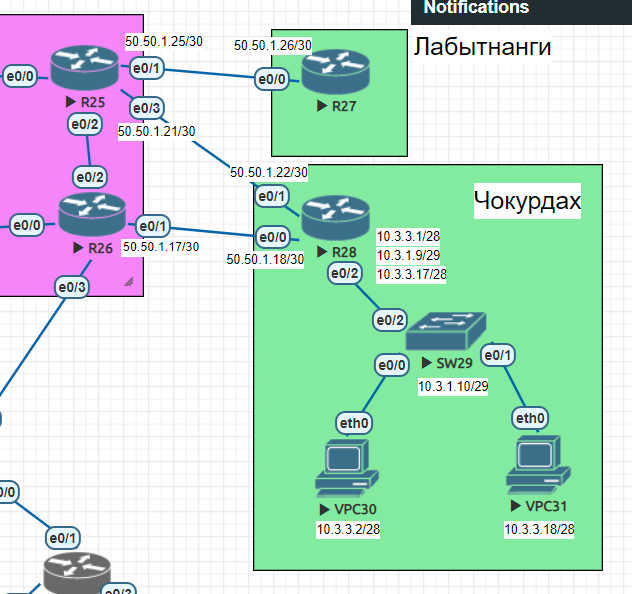 Notifications
Лабытнанги
50.50.1.25/30
50.50.1.26/30
e0/0
e0/1
e0/0
R25
R27
e0/3
e0/2
50.50.1.21/30
50.50.1.22/30
e0/2
e0/1
Чокурдах
e0/0
e0/1
e0/0
R26
50.50.1.17/30
50.50.1.18/30
R28
10.3.3.1/28
10.3.1.9/29
10.3.3.17/28
e0/3
e0/2
e0/2
e0/0
SW29
e0/1
10.3.1.10/29
eth0
eth0
VPC30
VPC31
10.3.3.2/28
10.3.3.18/28
e0/1